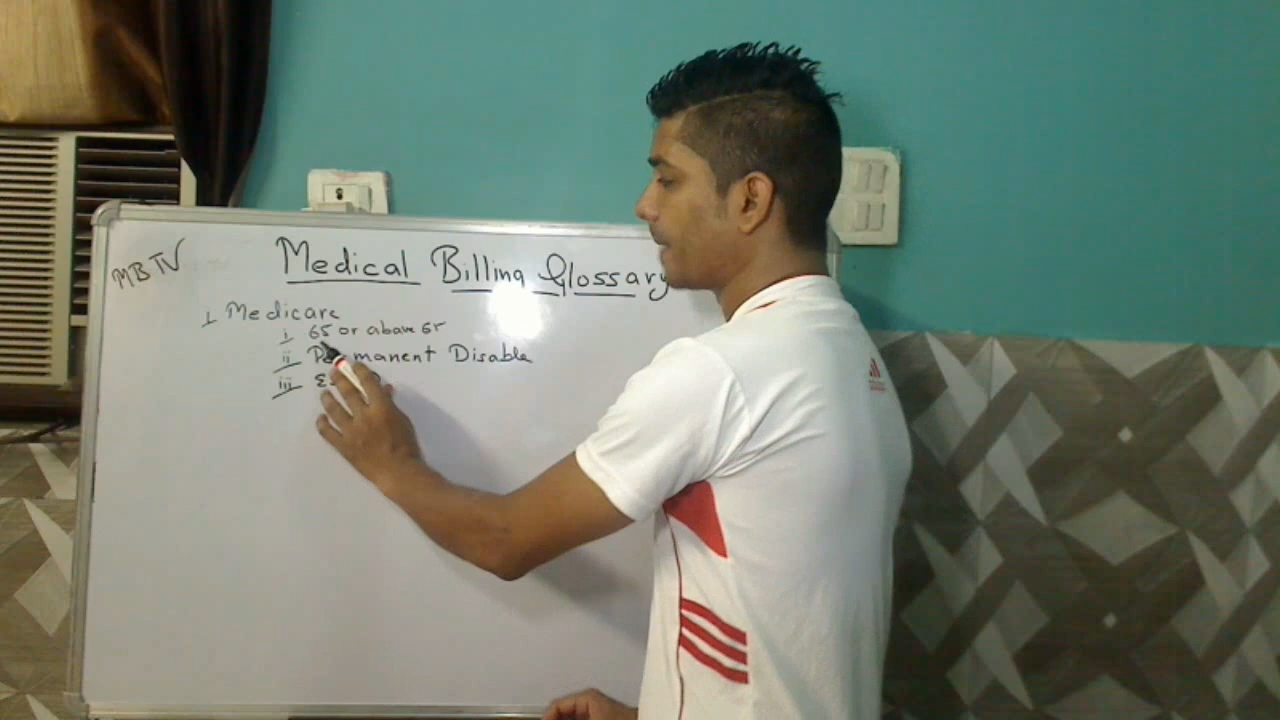 MBTV
Medical Billing Glossary
1 Medicare
i 65 or above 65
ii Permanent Disable
iii